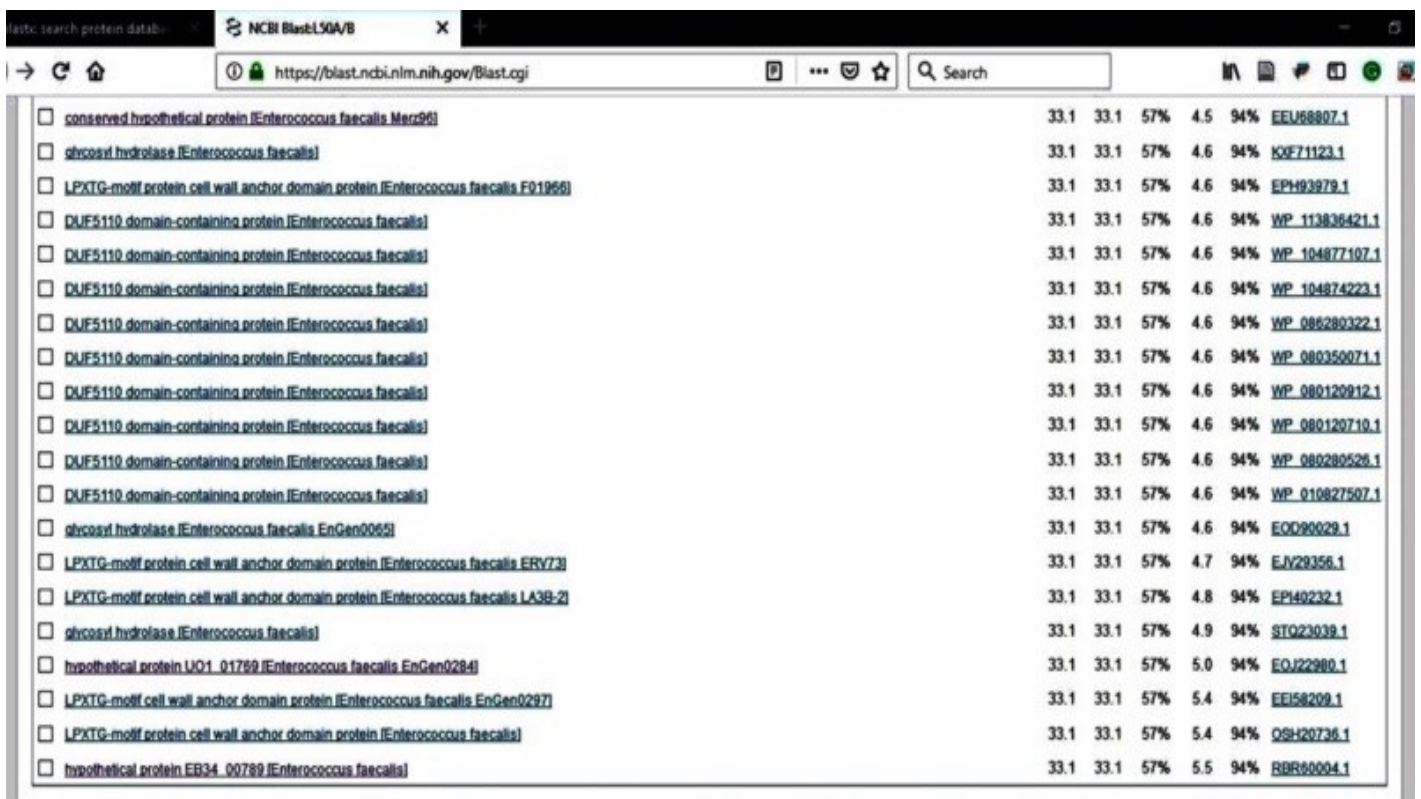 lastx search protein datab
NCBI Blast:L50A/B
https://blast.ncbi.nlm.nih.gov/Blast.cgi
Search
conserved hypothetical protein [Enterococcus faecalis Merz96] 33.1 33.1 57% 4.5 94% EEU68807.1
glycosyl hydrolase [Enterococcus faecalis] 33.1 33.1 57% 4.6 94% KXF71123.1
LPXTG-motif protein cell wall anchor domain protein [Enterococcus faecalis F01966] 33.1 33.1 57% 4.6 94% EPH93979.1
DUF5110 domain-containing protein [Enterococcus faecalis] 33.1 33.1 57% 4.6 94% WP_113836421.1
DUF5110 domain-containing protein [Enterococcus faecalis] 33.1 33.1 57% 4.6 94% WP_104877107.1
DUF5110 domain-containing protein [Enterococcus faecalis] 33.1 33.1 57% 4.6 94% WP_104874223.1
DUF5110 domain-containing protein [Enterococcus faecalis] 33.1 33.1 57% 4.6 94% WP_086280322.1
DUF5110 domain-containing protein [Enterococcus faecalis] 33.1 33.1 57% 4.6 94% WP_080350071.1
DUF5110 domain-containing protein [Enterococcus faecalis] 33.1 33.1 57% 4.6 94% WP_080120912.1
DUF5110 domain-containing protein [Enterococcus faecalis] 33.1 33.1 57% 4.6 94% WP_080120710.1
DUF5110 domain-containing protein [Enterococcus faecalis] 33.1 33.1 57% 4.6 94% WP_080280526.1
DUF5110 domain-containing protein [Enterococcus faecalis] 33.1 33.1 57% 4.6 94% WP_010827507.1
glycosyl hydrolase [Enterococcus faecalis EnGen0065] 33.1 33.1 57% 4.6 94% EOD90029.1
LPXTG-motif protein cell wall anchor domain protein [Enterococcus faecalis ERV73] 33.1 33.1 57% 4.7 94% EJV29356.1
LPXTG-motif protein cell wall anchor domain protein [Enterococcus faecalis LA3B-2] 33.1 33.1 57% 4.8 94% EPI40232.1
glycosyl hydrolase [Enterococcus faecalis] 33.1 33.1 57% 4.9 94% STQ23039.1
hypothetical protein UO1_01769 [Enterococcus faecalis EnGen0284] 33.1 33.1 57% 5.0 94% EOJ22980.1
LPXTG-motif cell wall anchor domain protein [Enterococcus faecalis EnGen0297] 33.1 33.1 57% 5.4 94% EEI58209.1
LPXTG-motif protein cell wall anchor domain protein [Enterococcus faecalis] 33.1 33.1 57% 5.4 94% OSH20736.1
hypothetical protein EB34_00789 [Enterococcus faecalis] 33.1 33.1 57% 5.5 94% RBR60004.1